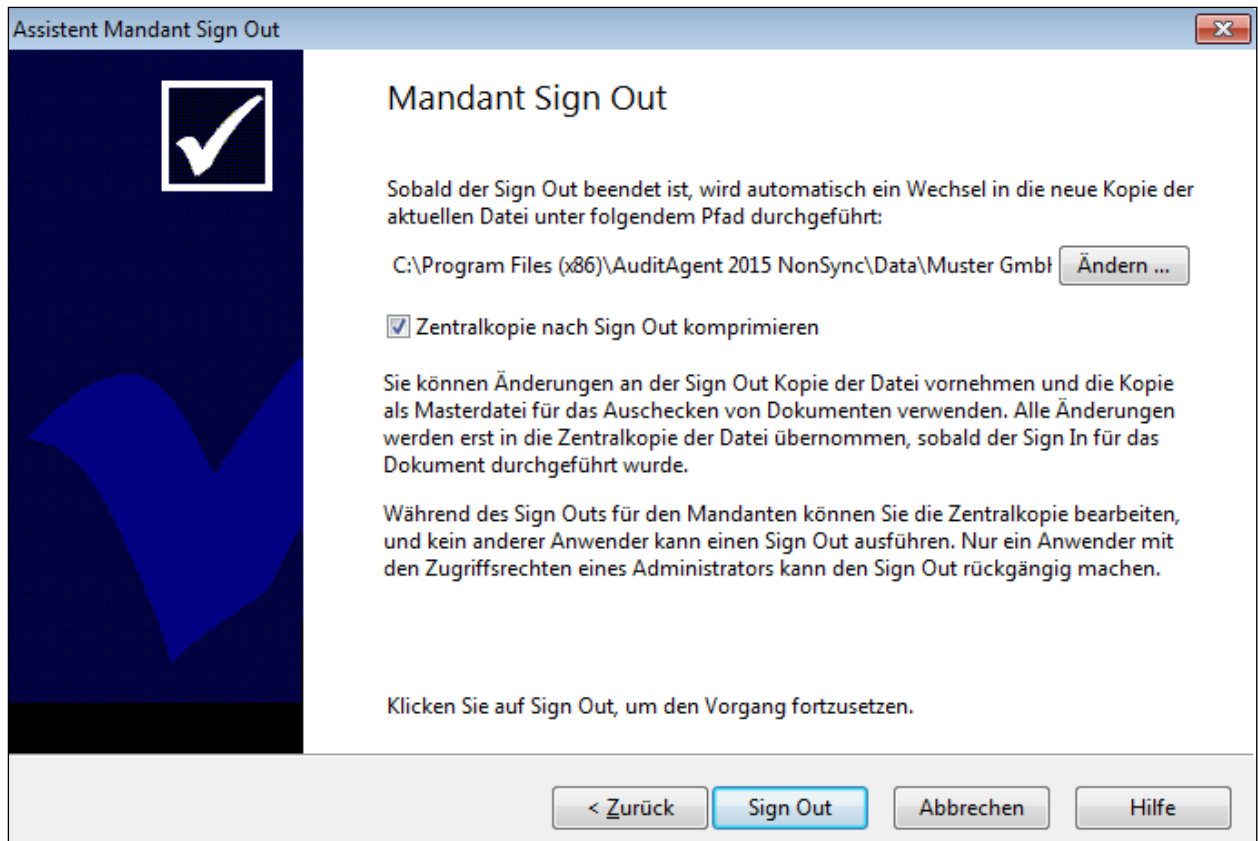 Assistent Mandant Sign Out
Mandant Sign Out
Sobald der Sign Out beendet ist, wird automatisch ein Wechsel in die neue Kopie der
aktuellen Datei unter folgendem Pfad durchgeführt:
C:\Program Files (x86)\AuditAgent 2015 NonSync\Data\Muster GmbH
Ändern ...
Zentralkopie nach Sign Out komprimieren
Sie können Änderungen an der Sign Out Kopie der Datei vornehmen und die Kopie
als Masterdatei für das Auschecken von Dokumenten verwenden. Alle Änderungen
werden erst in die Zentralkopie der Datei übernommen, sobald der Sign In für das
Dokument durchgeführt wurde.
Während des Sign Outs für den Mandanten können Sie die Zentralkopie bearbeiten,
und kein anderer Anwender kann einen Sign Out ausführen. Nur ein Anwender mit
den Zugriffsrechten eines Administrators kann den Sign Out rückgängig machen.
Klicken Sie auf Sign Out, um den Vorgang fortzusetzen.
< Zurück
Sign Out
Abbrechen
Hilfe